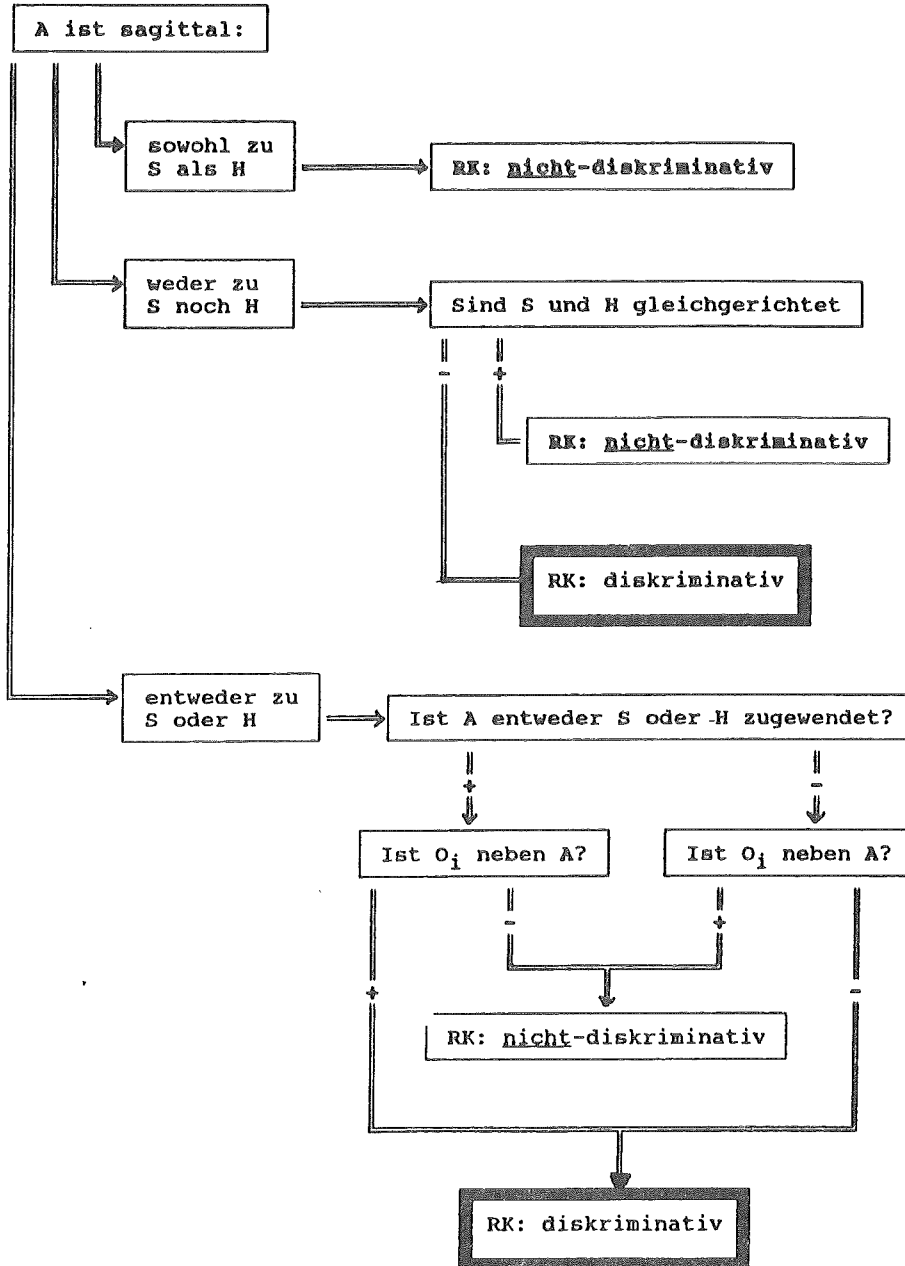 A ist sagittal:
sowohl zu
S als H
RK: nicht-diskriminativ
weder zu
S noch H
Sind S und H gleichgerichtet
-
+
RK: nicht-diskriminativ
RK: diskriminativ
entweder zu
S oder H
Ist A entweder S oder H zugewendet?
+
-
Ist Oi neben A?
Ist Oi neben A?
-
+
+
-
RK: nicht-diskriminativ
RK: diskriminativ